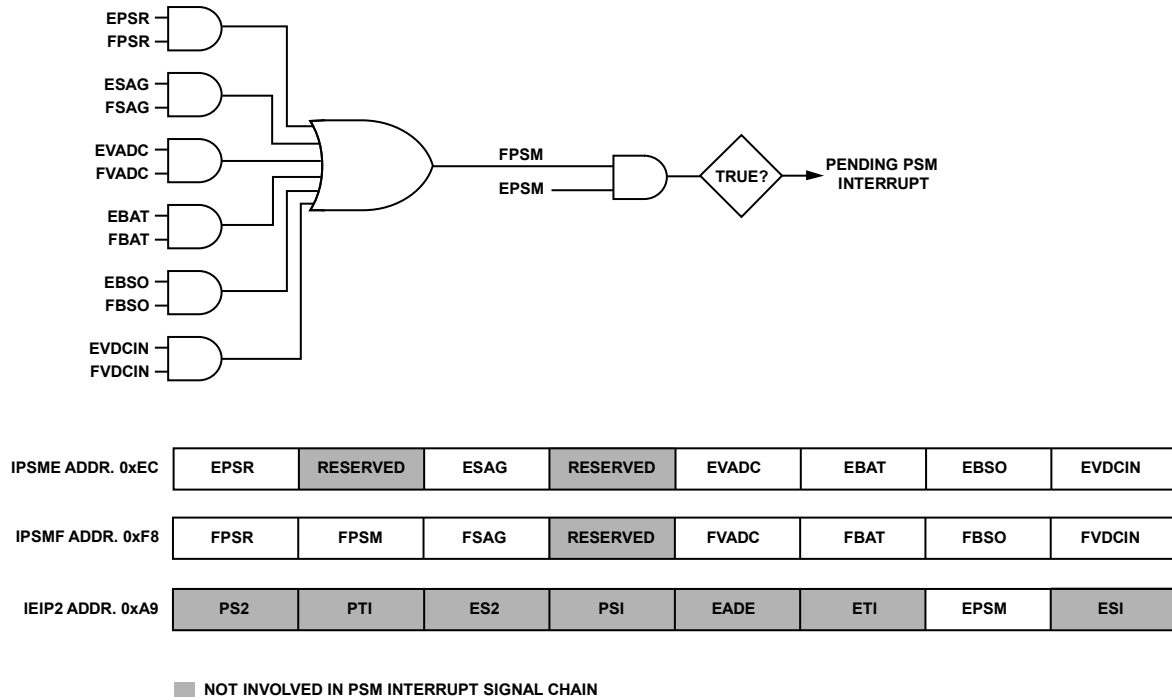 EPSR
FPSR
ESAG
FSAG
EVADC
FVADC
EBAT
FBAT
EBSO
FBSO
EVDCIN
FVDCIN
FPSM
EPSM
TRUE?
PENDING PSM
INTERRUPT
IPSME ADDR. 0xEC EPSR RESERVED ESAG RESERVED EVADC EBAT EBSO EVDCIN
IPSMF ADDR. 0xF8 FPSR FPSM FSAG RESERVED FVADC FBAT FBSO FVDCIN
IEIP2 ADDR. 0xA9 PS2 PTI ES2 PSI EADE ETI EPSM ESI
NOT INVOLVED IN PSM INTERRUPT SIGNAL CHAIN